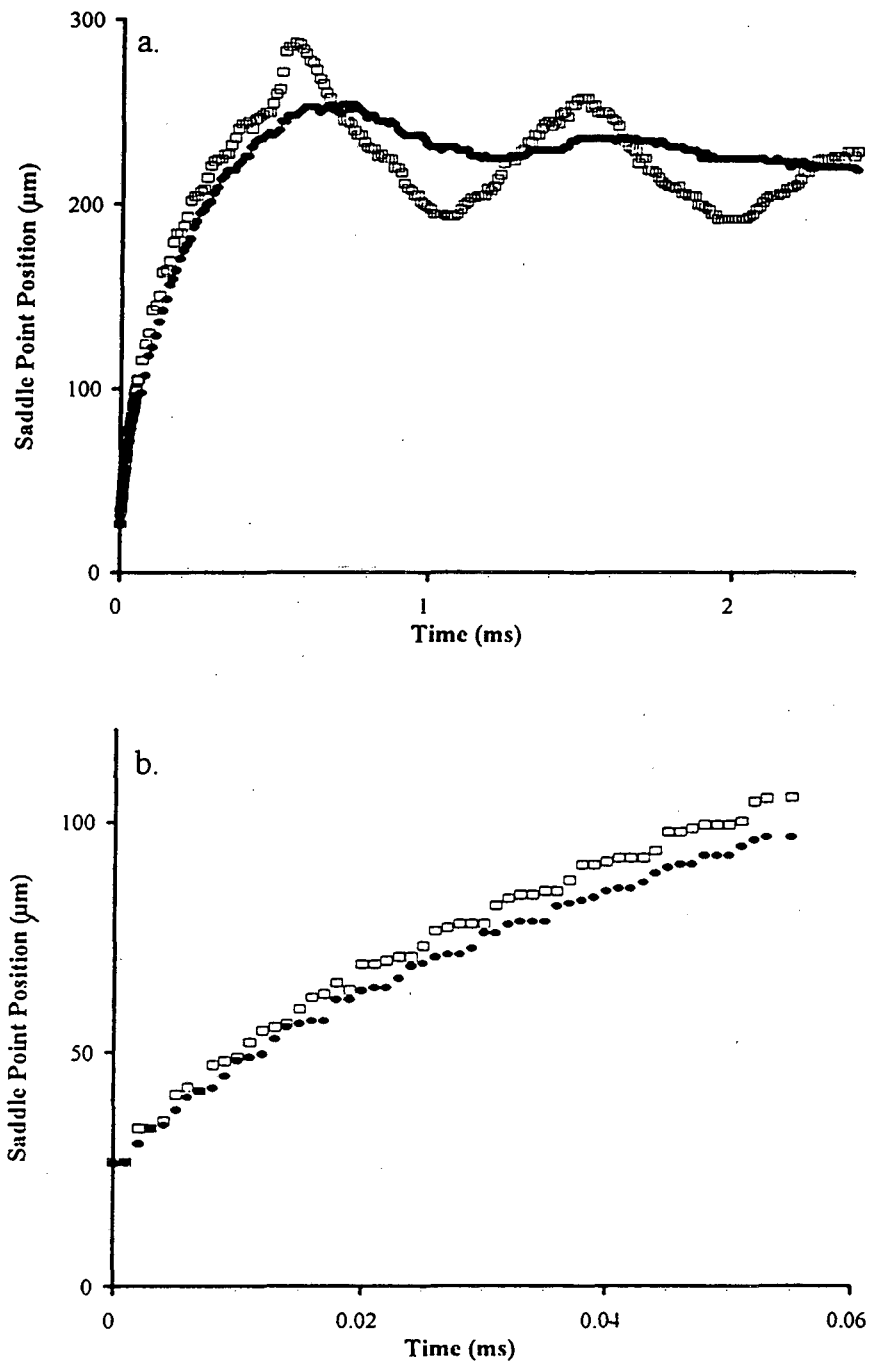 300
a.
200
100
0
Saddle Point Position (µm)
0
1
2
Time (ms)
b.
100
50
0
Saddle Point Position (µm)
0
0.02
0.04
0.06
Time (ms)